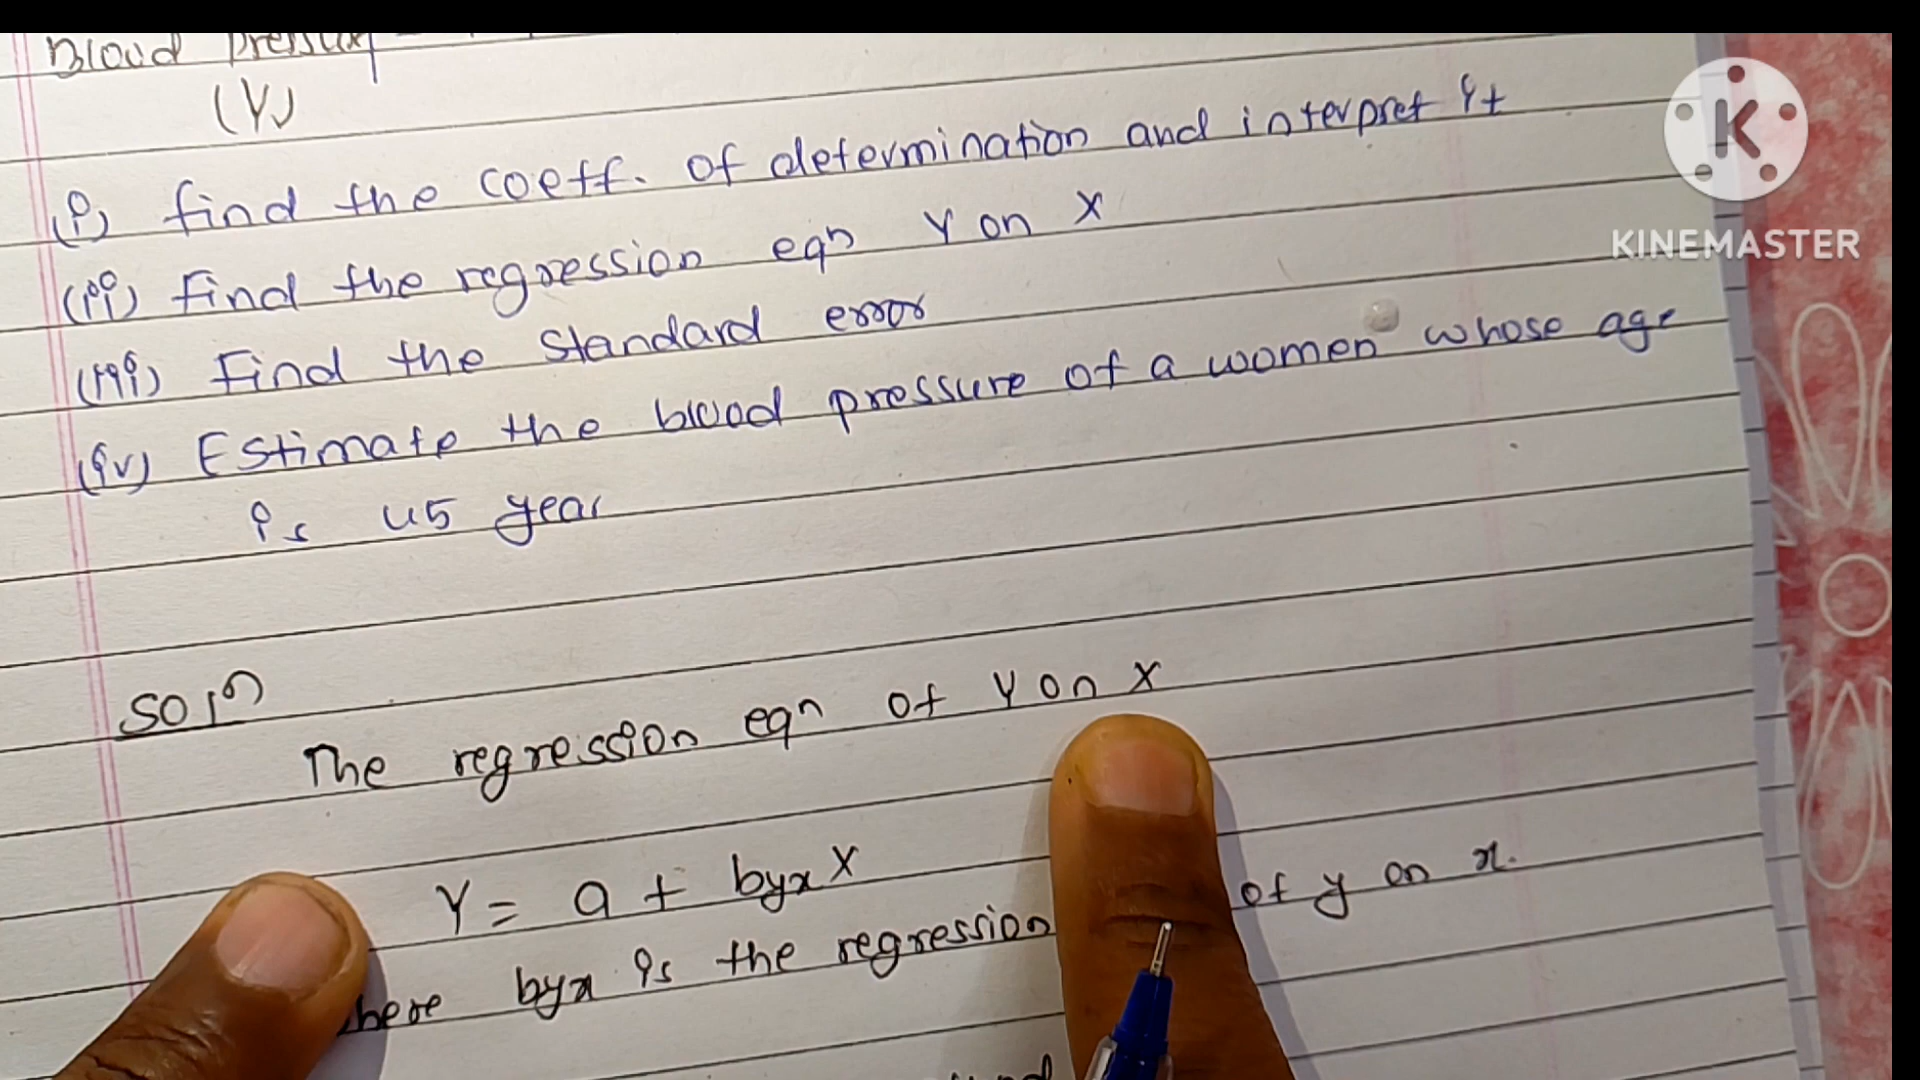 Blood Pressure
(Y)
(i) find the coeff. of determination and interpret it
(ii) Find the regression eqn Y on X
(iii) Find the standard error
(iv) Estimate the blood pressure of a women whose age
is 45 year
Soln
The regression eqn of Y on X
Y = a + byx X
here byx is the regression of y on x.
K
KINEMASTER